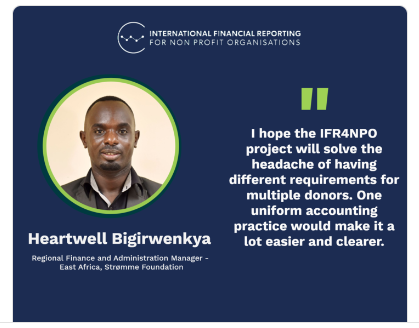 INTERNATIONAL FINANCIAL REPORTING
FOR NON PROFIT ORGANISATIONS
"
I hope the IFR4NPO
project will solve the
headache of having
different requirements for
multiple donors. One
uniform accounting
practice would make it a
lot easier and clearer.
Heartwell Bigirwenkya
Regional Finance and Administration Manager -
East Africa, Strømme Foundation